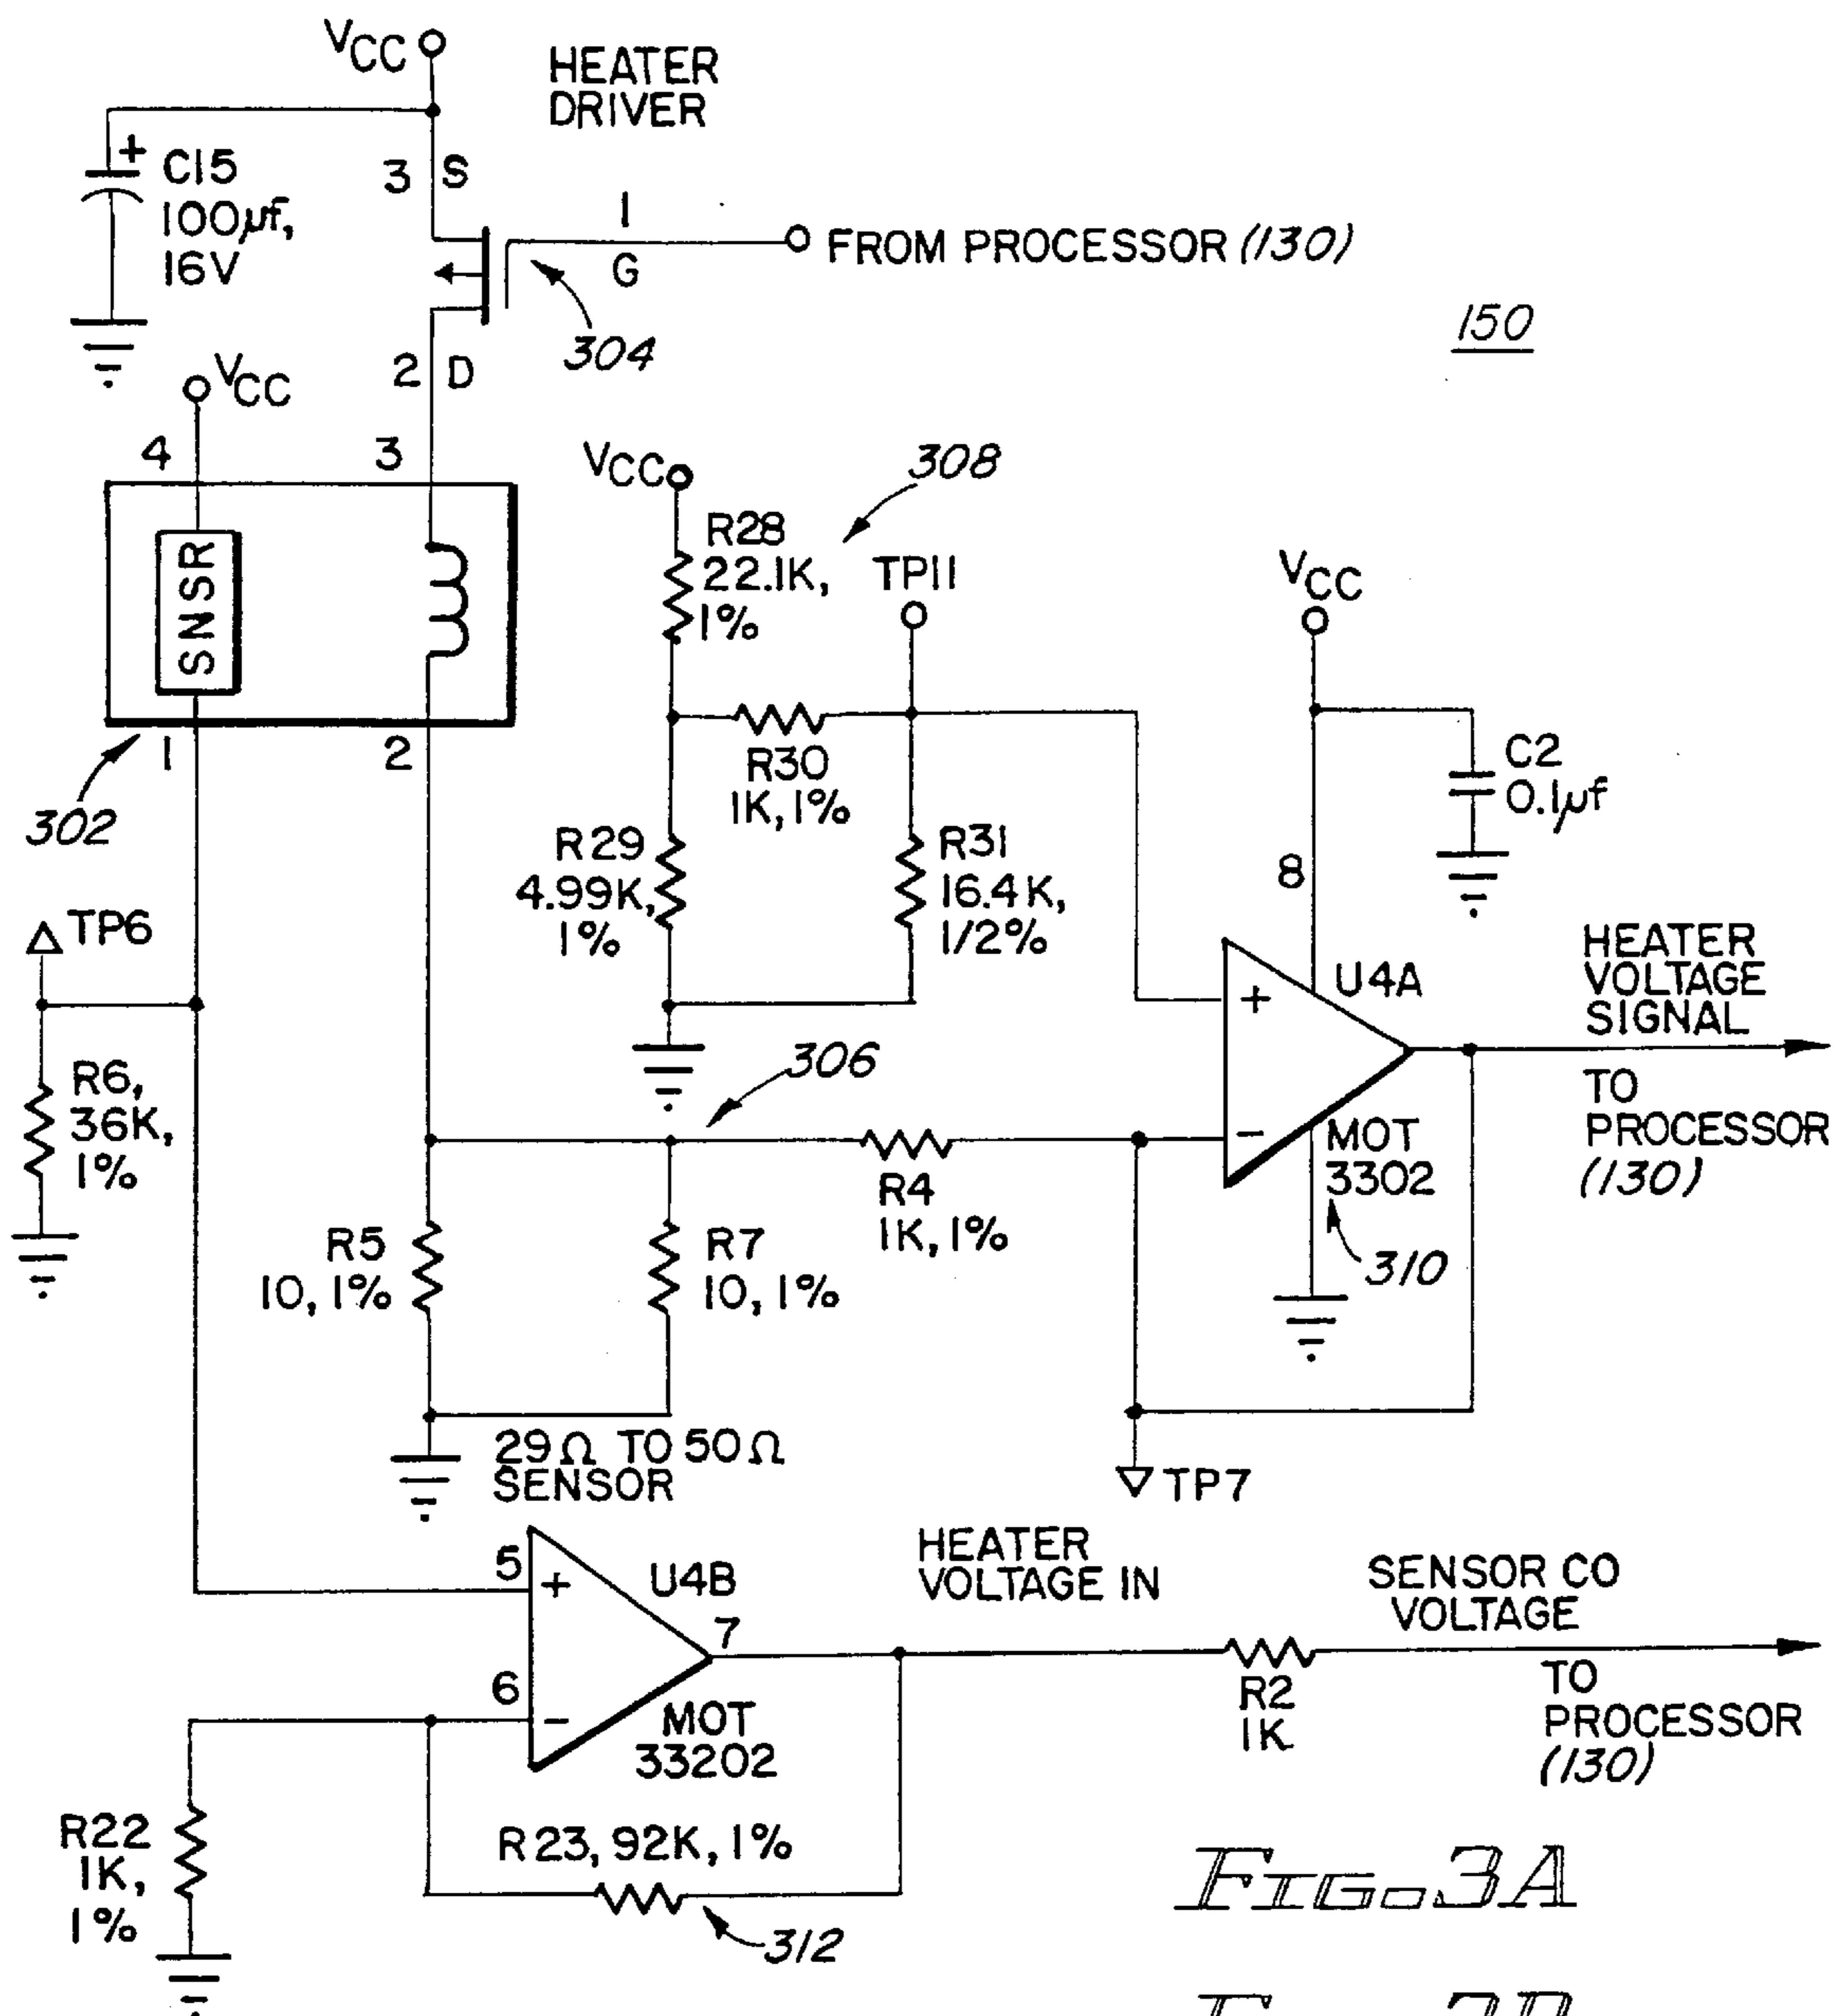 VCC
HEATER
DRIVER
+
C15
100µf,
16V
3 S
1
G
FROM PROCESSOR (130)
304
150
2 D
VCC
4
3
SNSR
1
2
302
VCC
308
R28
22.1K,
1%
TP11
R30
1K, 1%
R29
4.99K,
1%
R31
16.4K,
1/2%
VCC
C2
0.1µf
8
TP6
R6,
36K,
1%
U4A
+
−
MOT
3302
310
HEATER
VOLTAGE
SIGNAL
TO
PROCESSOR
(130)
306
R4
1K, 1%
R5
10, 1%
R7
10, 1%
29Ω TO 50Ω
SENSOR
TP7
HEATER
VOLTAGE IN
SENSOR CO
VOLTAGE
5
+
U4B
7
6
−
MOT
33202
R2
1K
TO
PROCESSOR
(130)
R22
1K,
1%
R23, 92K, 1%
312
FIG. 3A